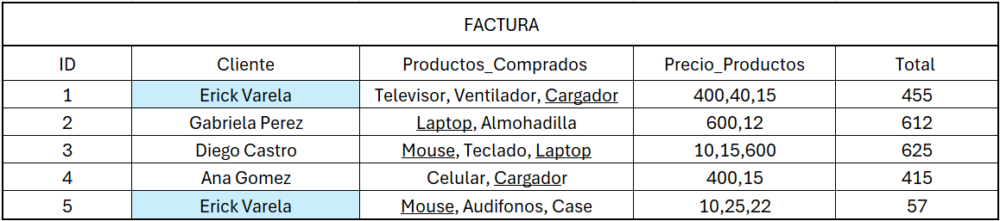 FACTURA
ID Cliente Productos_Comprados Precio_Productos Total
1 Erick Varela Televisor, Ventilador, Cargador 400,40,15 455
2 Gabriela Perez Laptop, Almohadilla 600,12 612
3 Diego Castro Mouse, Teclado, Laptop 10,15,600 625
4 Ana Gomez Celular, Cargador 400,15 415
5 Erick Varela Mouse, Audifonos, Case 10,25,22 57